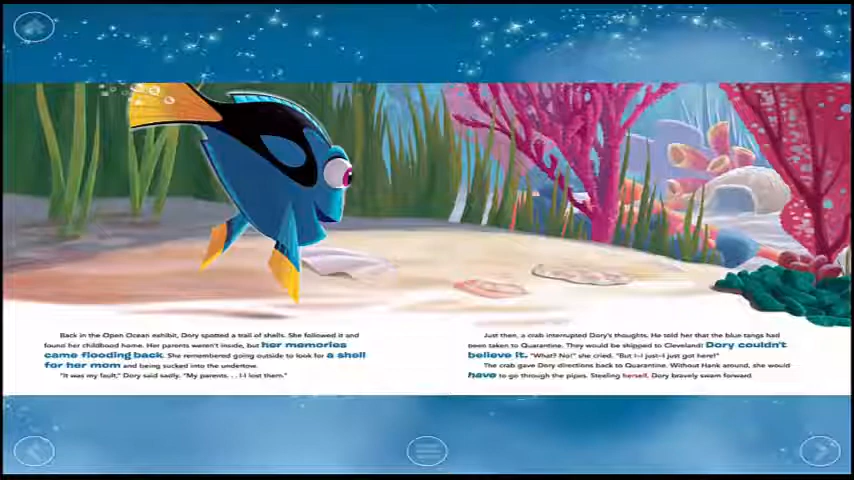 Back in the Open Ocean exhibit, Dory spotted a trail of shells. She followed it and
found her childhood home. Her parents weren't inside, but her memories
came flooding back. She remembered going outside to look for a shell
for her mom and being sucked into the undertow.
"It was my fault," Dory said sadly. "My parents . . . I-I lost them."
Just then, a crab interrupted Dory's thoughts. He told her that the blue tangs had
been taken to Quarantine. They would be shipped to Cleveland! Dory couldn't
believe it. "What? No!" she cried. "But I—I just—I just got here!"
The crab gave Dory directions back to Quarantine. Without Hank around, she would
have to go through the pipes. Steeling herself, Dory bravely swam forward.